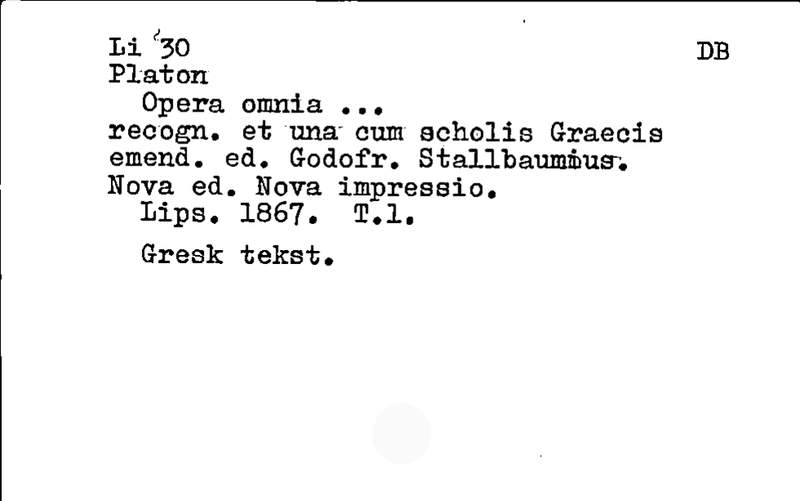 Li 30
DB
Platon
Opera omnia ...
recogn. et una cum scholis Graecis
emend. ed. Godofr. Stallbaumius.
Nova ed. Nova impressio.
Lips. 1867. T.1.
Gresk tekst.